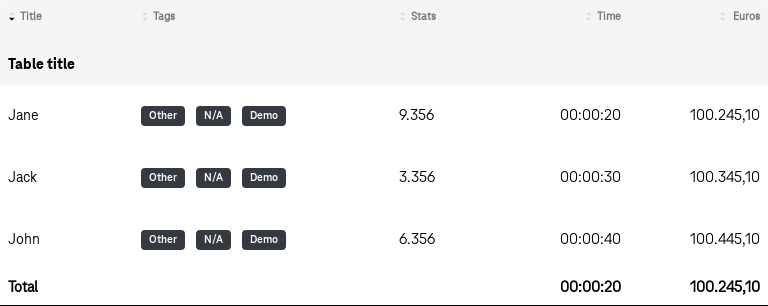 Title Tags Stats Time Euros
Table title
Jane Other N/A Demo 9.356 00:00:20 100.245,10
Jack Other N/A Demo 3.356 00:00:30 100.345,10
John Other N/A Demo 6.356 00:00:40 100.445,10
Total 00:00:20 100.245,10